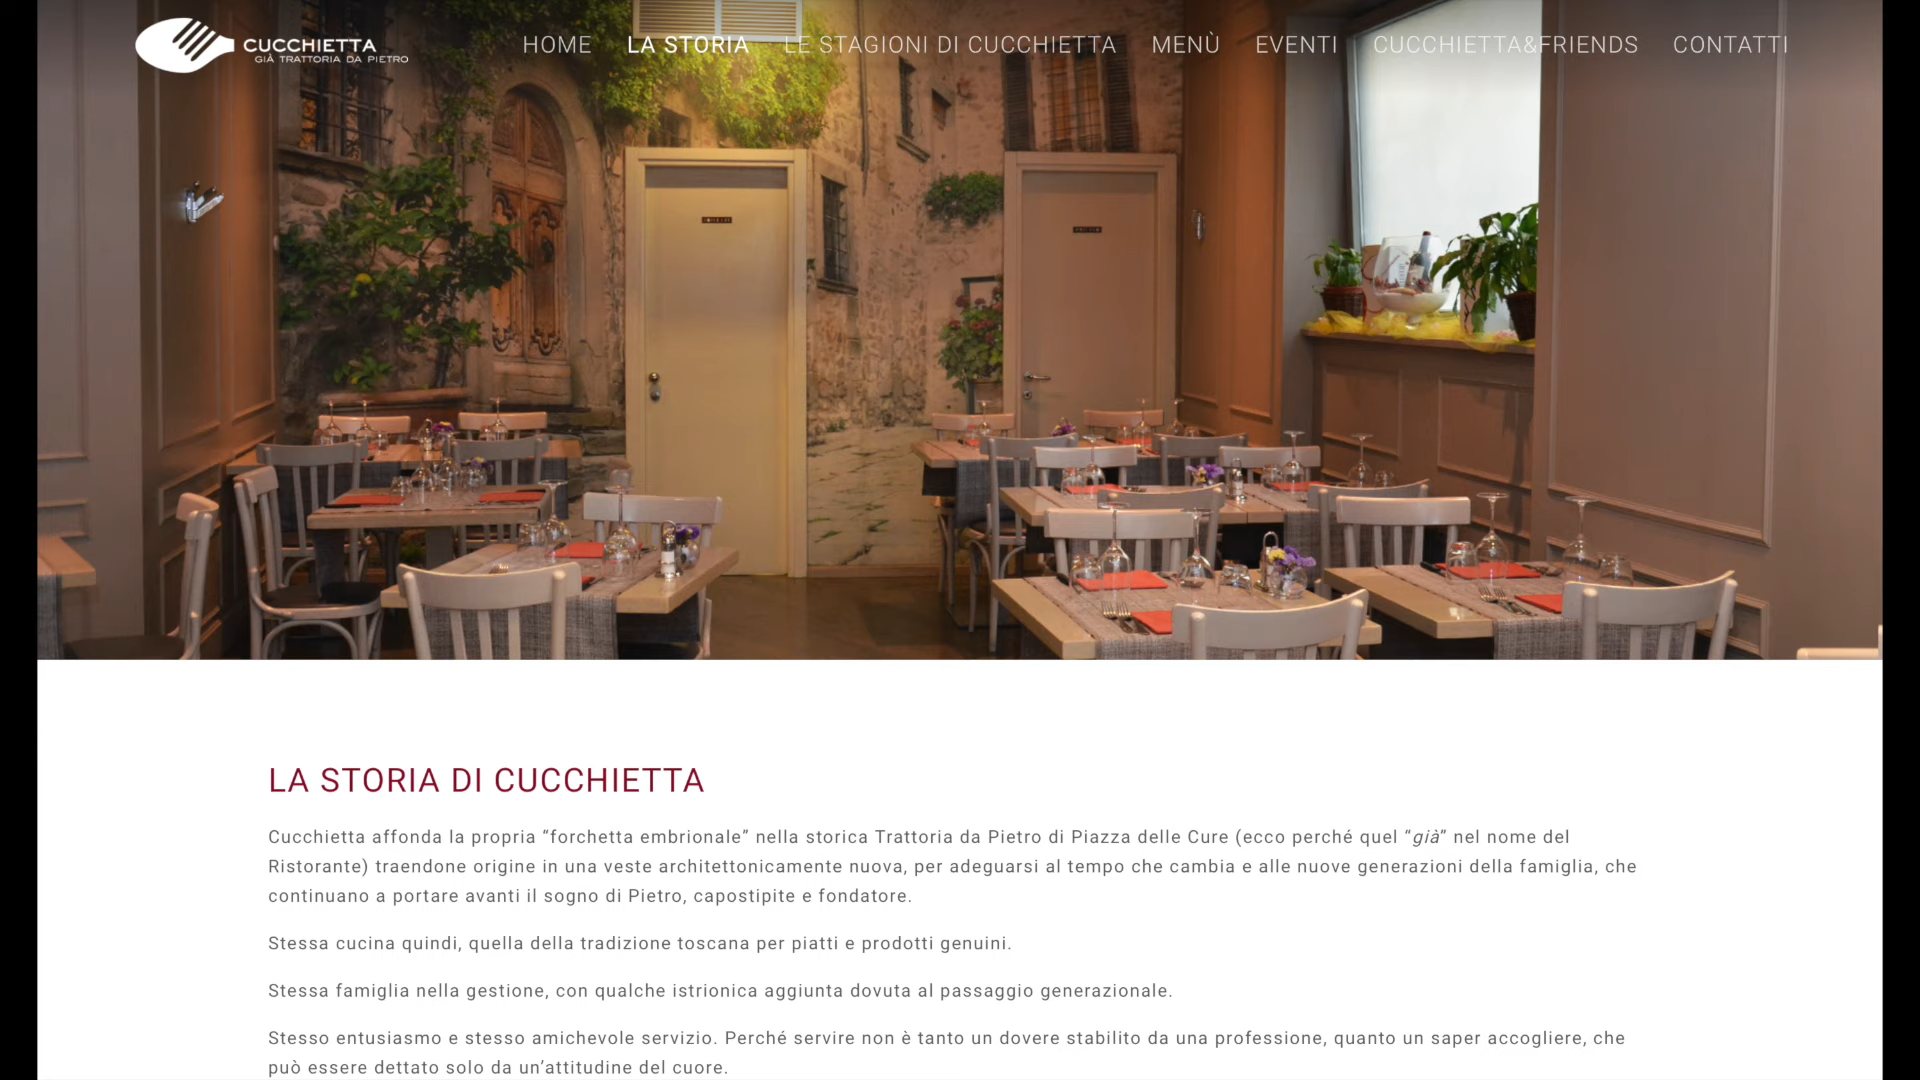 CUCCHIETTA
GIÀ TRATTORIA DA PIETRO
HOME LA STORIA LE STAGIONI DI CUCCHIETTA MENÙ EVENTI CUCCHIETTA&FRIENDS CONTATTI
LA STORIA DI CUCCHIETTA
Cucchietta affonda la propria “forchetta embrionale” nella storica Trattoria da Pietro di Piazza delle Cure (ecco perché quel “già” nel nome del
Ristorante) traendone origine in una veste architettonicamente nuova, per adeguarsi al tempo che cambia e alle nuove generazioni della famiglia, che
continuano a portare avanti il sogno di Pietro, capostipite e fondatore.
Stessa cucina quindi, quella della tradizione toscana per piatti e prodotti genuini.
Stessa famiglia nella gestione, con qualche istrionica aggiunta dovuta al passaggio generazionale.
Stesso entusiasmo e stesso amichevole servizio. Perché servire non è tanto un dovere stabilito da una professione, quanto un saper accogliere, che
può essere dettato solo da un’attitudine del cuore.